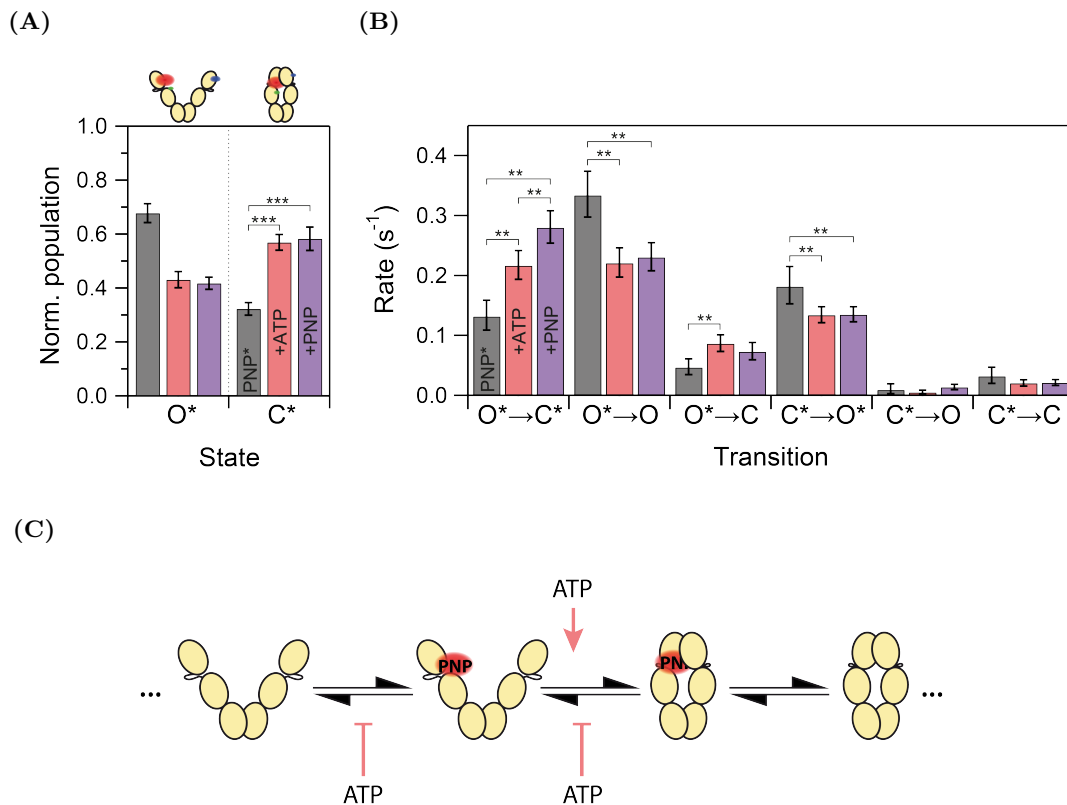 (A)
Norm. population
1.0
0.8
0.6
0.4
0.2
0.0
***
***
PNP*
+ATP
+PNP
O*
C*
State
(B)
Rate (s⁻¹)
0.4
0.3
0.2
0.1
0.0
**
**
**
**
**
**
**
**
PNP*
+ATP
+PNP
O*→C*
O*→O
O*→C
C*→O*
C*→O
C*→C
Transition
(C)
ATP
... PNP PNP ...
ATP ATP